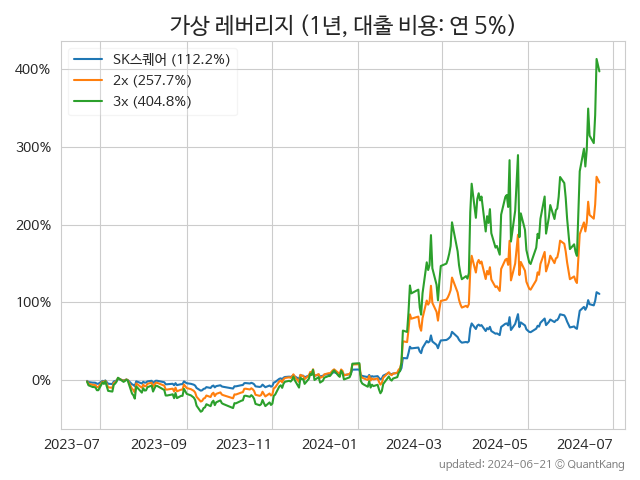 가상 레버리지 (1년, 대출 비용: 연 5%)
SK스퀘어 (112.2%)
2x (257.7%)
3x (404.8%)
400%
300%
200%
100%
0%
2023-07 2023-09 2023-11 2024-01 2024-03 2024-05 2024-07
updated: 2024-06-21 © QuantKang